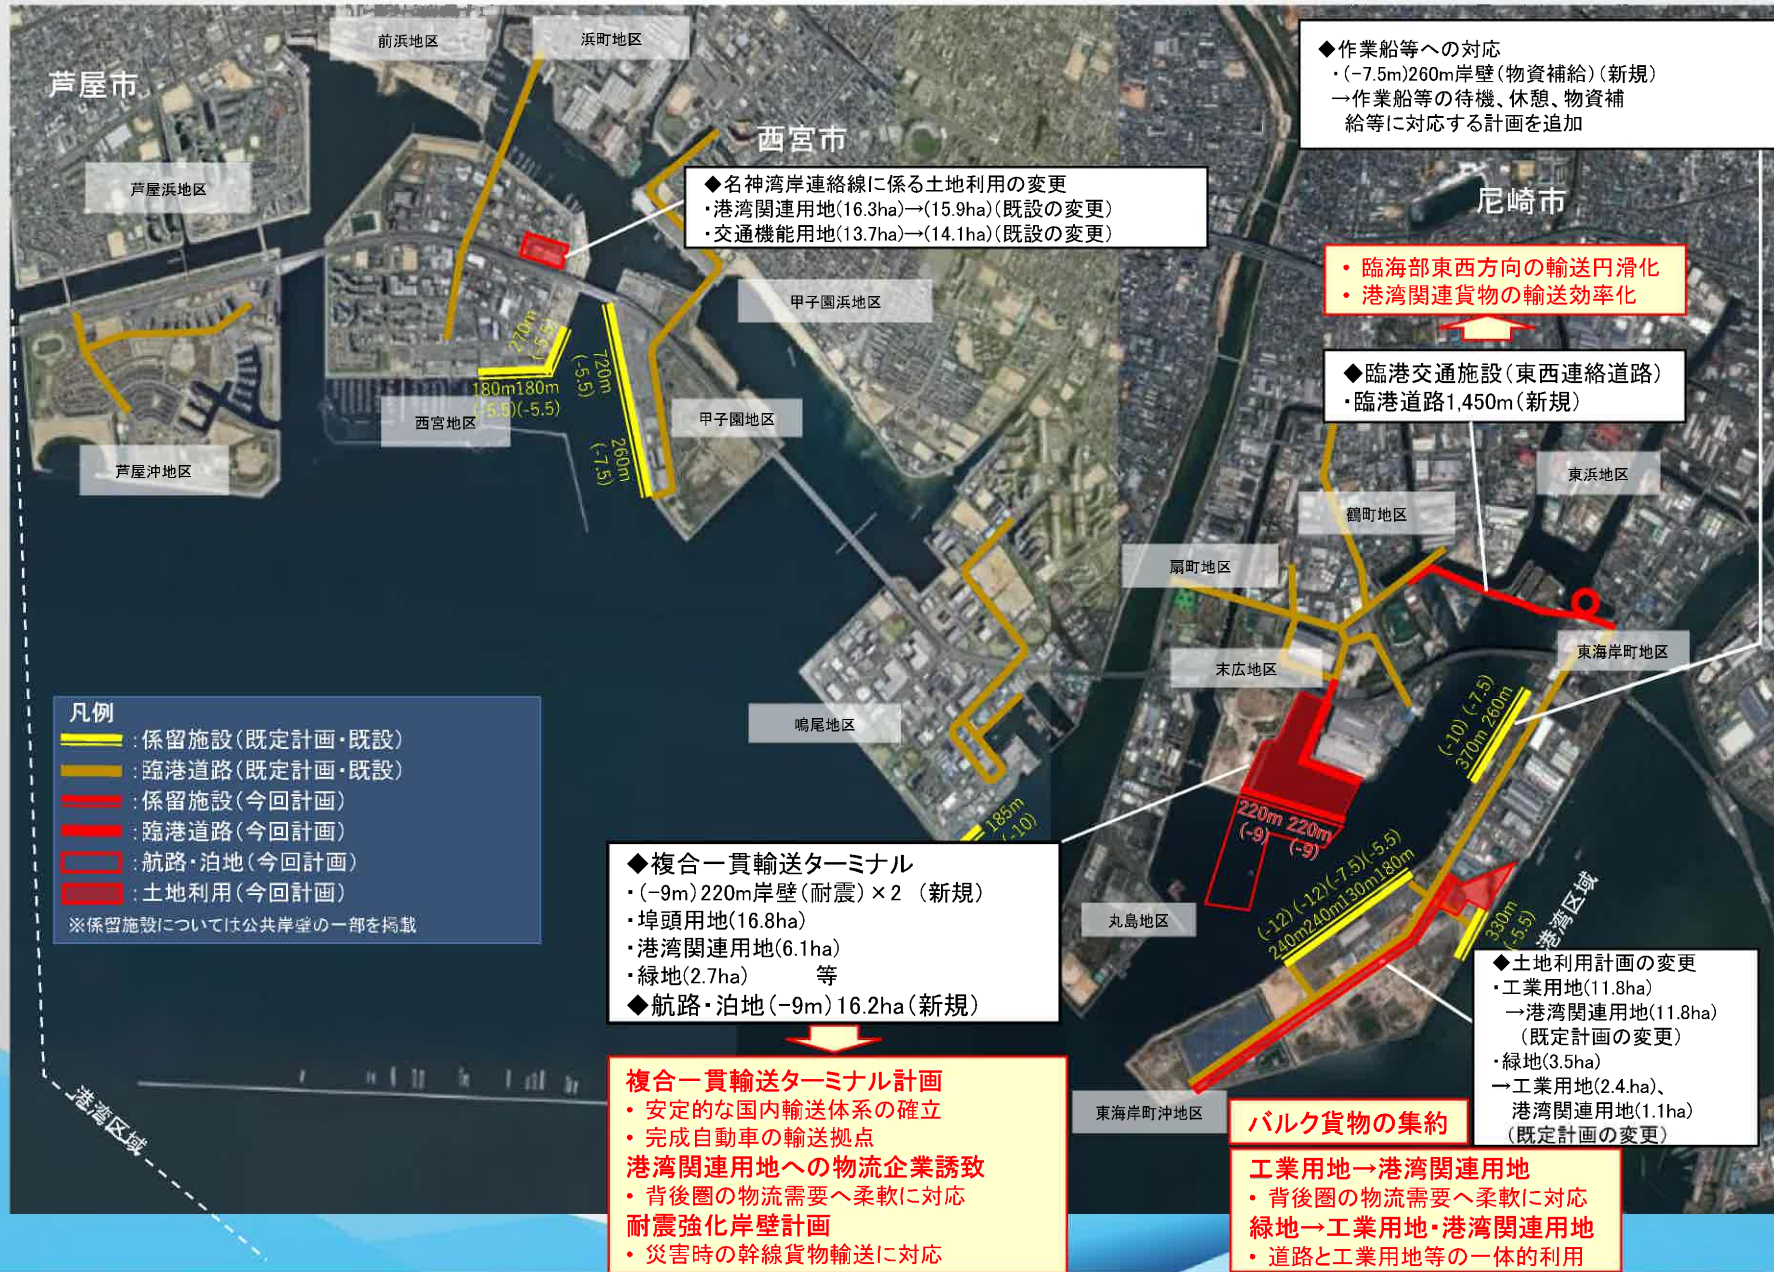 前浜地区
浜町地区
芦屋市
西宮市
芦屋浜地区
◆作業船等への対応
・(-7.5m)260m岸壁(物資補給)(新規)
→作業船等の待機、休憩、物資補
給等に対応する計画を追加
◆名神湾岸連絡線に係る土地利用の変更
・港湾関連用地(16.3ha)→(15.9ha)(既設の変更)
・交通機能用地(13.7ha)→(14.1ha)(既設の変更)
尼崎市
・臨海部東西方向の輸送円滑化
・港湾関連貨物の輸送効率化
甲子園浜地区
◆臨港交通施設(東西連絡道路)
・臨港道路1,450m(新規)
270m
(-5.5)
180m180m
(-5.5)(-5.5)
720m
(-5.5)
260m
(-7.5)
西宮地区
甲子園地区
芦屋沖地区
東浜地区
鶴町地区
扇町地区
末広地区
東海岸町地区
鳴尾地区
185m
(-10)
(-10)(-7.5)
370m 260m
220m 220m
(-9) (-9)
(-12)(-12)(-7.5)(-5.5)
240m240m130m180m
330m
(-5.5)
港湾区域
丸島地区
東海岸町沖地区
凡例
:係留施設(既定計画・既設)
:臨港道路(既定計画・既設)
:係留施設(今回計画)
:臨港道路(今回計画)
:航路・泊地(今回計画)
:土地利用(今回計画)
※係留施設については公共岸壁の一部を掲載
港湾区域
◆複合一貫輸送ターミナル
・(-9m)220m岸壁(耐震)×2 (新規)
・埠頭用地(16.8ha)
・港湾関連用地(6.1ha)
・緑地(2.7ha) 等
◆航路・泊地(-9m)16.2ha(新規)
複合一貫輸送ターミナル計画
・安定的な国内輸送体系の確立
・完成自動車の輸送拠点
港湾関連用地への物流企業誘致
・背後圏の物流需要へ柔軟に対応
耐震強化岸壁計画
・災害時の幹線貨物輸送に対応
◆土地利用計画の変更
・工業用地(11.8ha)
→港湾関連用地(11.8ha)
(既定計画の変更)
・緑地(3.5ha)
→工業用地(2.4.ha)、
港湾関連用地(1.1ha)
(既定計画の変更)
バルク貨物の集約
工業用地→港湾関連用地
・背後圏の物流需要へ柔軟に対応
緑地→工業用地・港湾関連用地
・道路と工業用地等の一体的利用